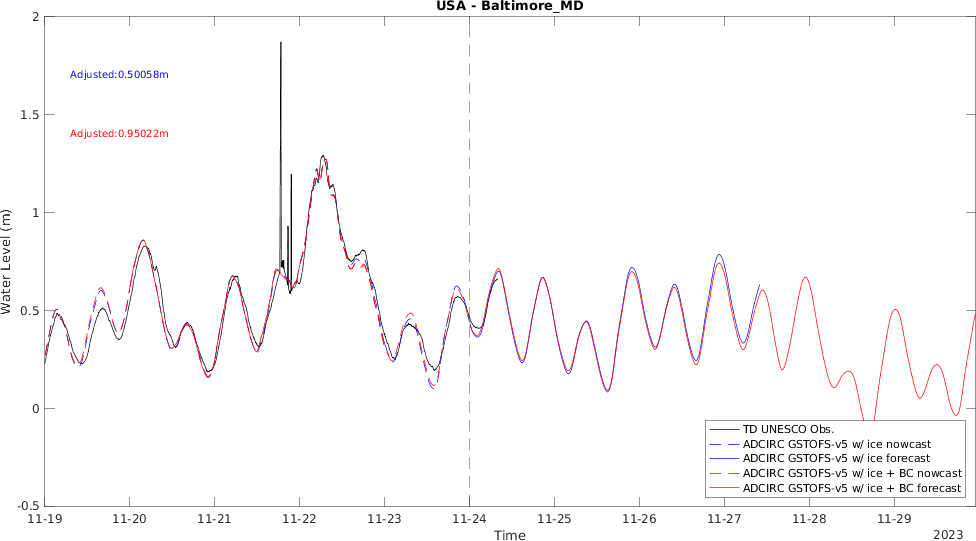 USA - Baltimore_MD
2
Adjusted:0.50058m
1.5
Adjusted:0.95022m
1
Water Level (m)
0.5
0
TD UNESCO Obs.
ADCIRC GSTOFS-v5 w/ ice nowcast
ADCIRC GSTOFS-v5 w/ ice forecast
ADCIRC GSTOFS-v5 w/ ice + BC nowcast
ADCIRC GSTOFS-v5 w/ ice + BC forecast
-0.5
11-19 11-20 11-21 11-22 11-23 11-24 11-25 11-26 11-27 11-28 11-29
Time
2023